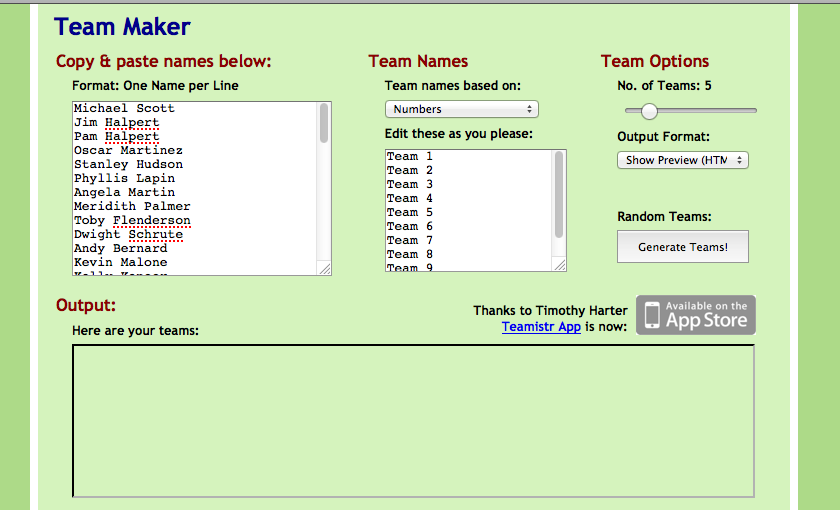 Team Maker
Copy & paste names below:
Format: One Name per Line
Michael Scott
Jim Halpert
Pam Halpert
Oscar Martinez
Stanley Hudson
Phyllis Lapin
Angela Martin
Meridith Palmer
Toby Flenderson
Dwight Schrute
Andy Bernard
Kevin Malone
Team Names
Team names based on:
Numbers
Edit these as you please:
Team 1
Team 2
Team 3
Team 4
Team 5
Team 6
Team 7
Team 8
Team 9
Team Options
No. of Teams: 5
Output Format:
Show Preview (HTM
Random Teams:
Generate Teams!
Output:
Here are your teams:
Thanks to Timothy Harter
Teamistr App is now:
Available on the
App Store